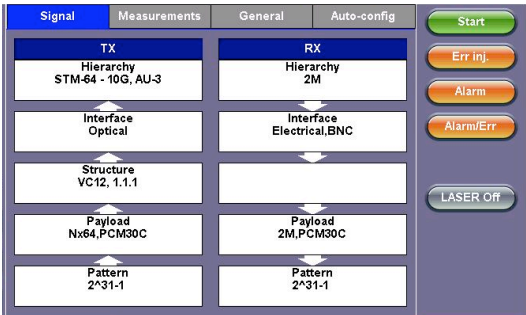 Signal
Measurements
General
Auto-config
TX
Hierarchy
STM-64 - 10G, AU-3
Interface
Optical
Structure
VC12, 1.1.1
Payload
Nx64,PCM30C
Pattern
2^31-1
RX
Hierarchy
2M
Interface
Electrical,BNC
Payload
2M,PCM30C
Pattern
2^31-1
Start
Err inj.
Alarm
Alarm/Err
LASER Off